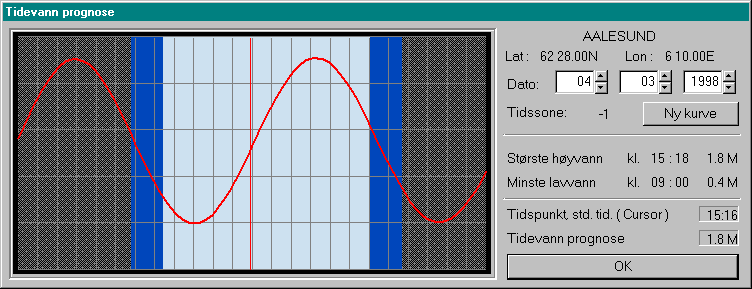 Tidevann prognose
AALESUND
Lat : 62 28.00N Lon : 6 10.00E
Dato: 04 03 1998
Tidssone: -1 Ny kurve
Største høyvann kl. 15 : 18 1.8 M
Minste lavvann kl. 09 : 00 0.4 M
Tidspunkt, std. tid. ( Cursor ) 15:16
Tidevann prognose 1.8 M
OK